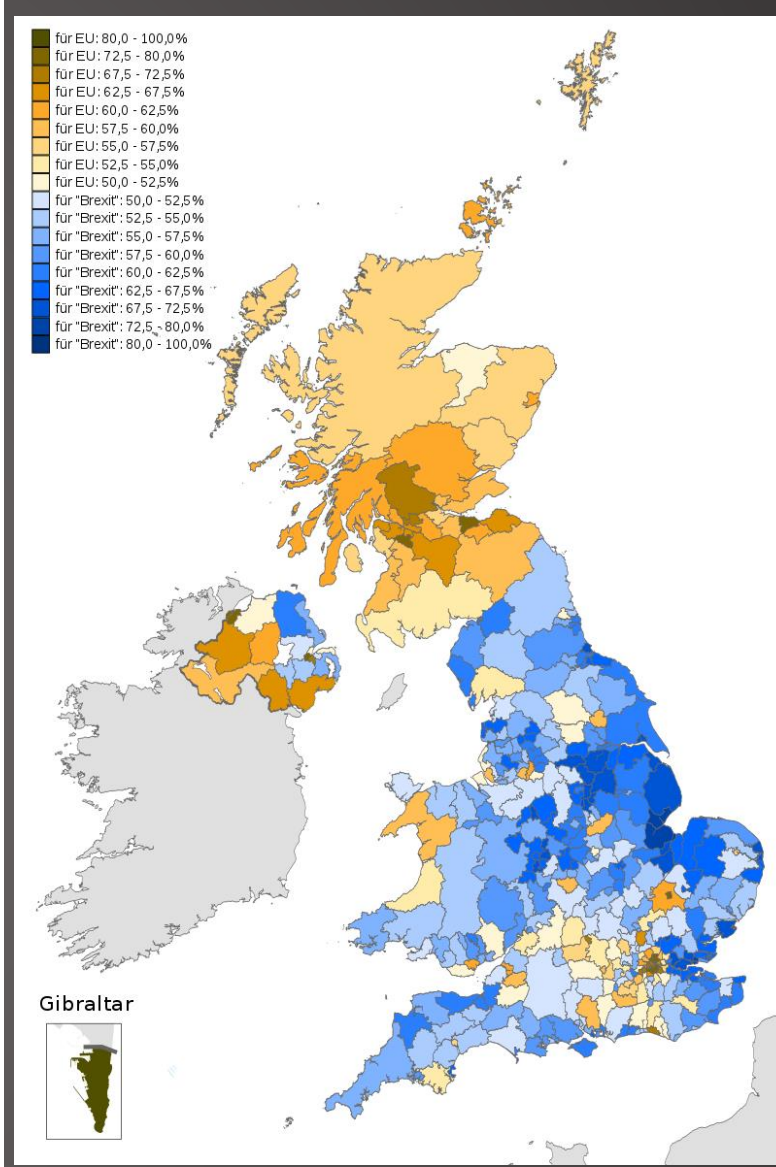 für EU: 80,0 - 100,0%
für EU: 72,5 - 80,0%
für EU: 67,5 - 72,5%
für EU: 62,5 - 67,5%
für EU: 60,0 - 62,5%
für EU: 57,5 - 60,0%
für EU: 55,0 - 57,5%
für EU: 52,5 - 55,0%
für EU: 50,0 - 52,5%
für "Brexit": 50,0 - 52,5%
für "Brexit": 52,5 - 55,0%
für "Brexit": 55,0 - 57,5%
für "Brexit": 57,5 - 60,0%
für "Brexit": 60,0 - 62,5%
für "Brexit": 62,5 - 67,5%
für "Brexit": 67,5 - 72,5%
für "Brexit": 72,5 - 80,0%
für "Brexit": 80,0 - 100,0%
Gibraltar